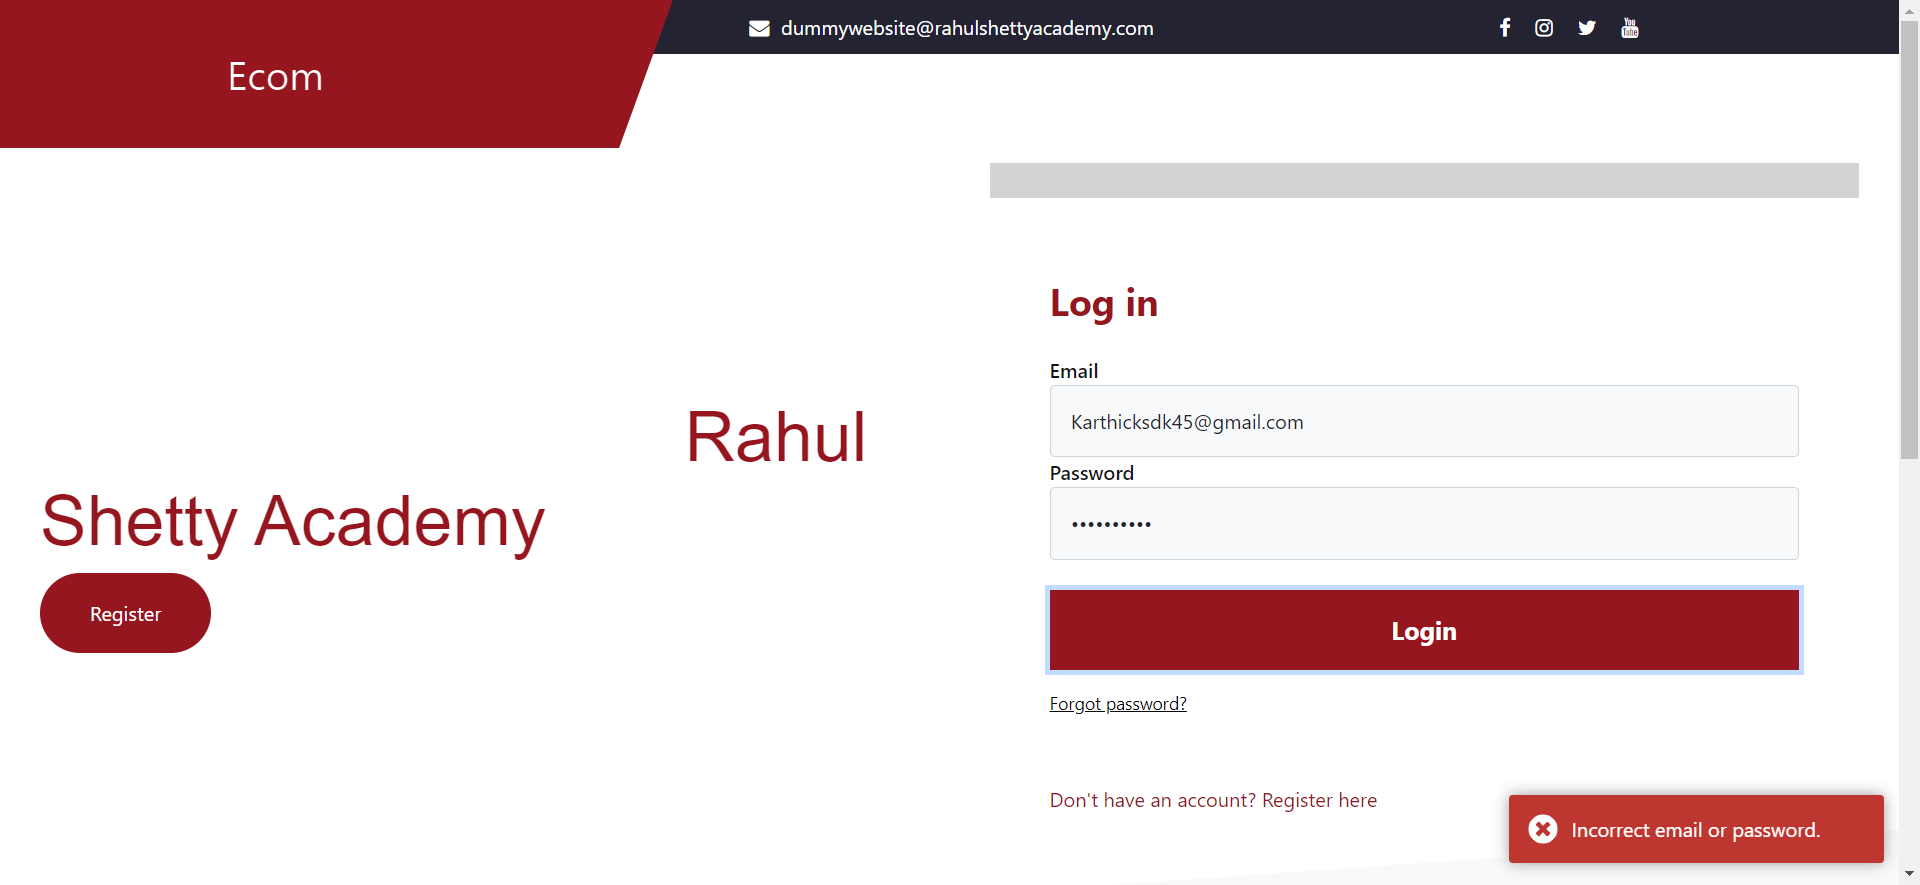 dummywebsite@rahulshettyacademy.com
Ecom
Log in
Email
Karthicksdk45@gmail.com
Rahul
Shetty Academy
Password
••••••••••
Register
Login
Forgot password?
Don't have an account? Register here
Incorrect email or password.